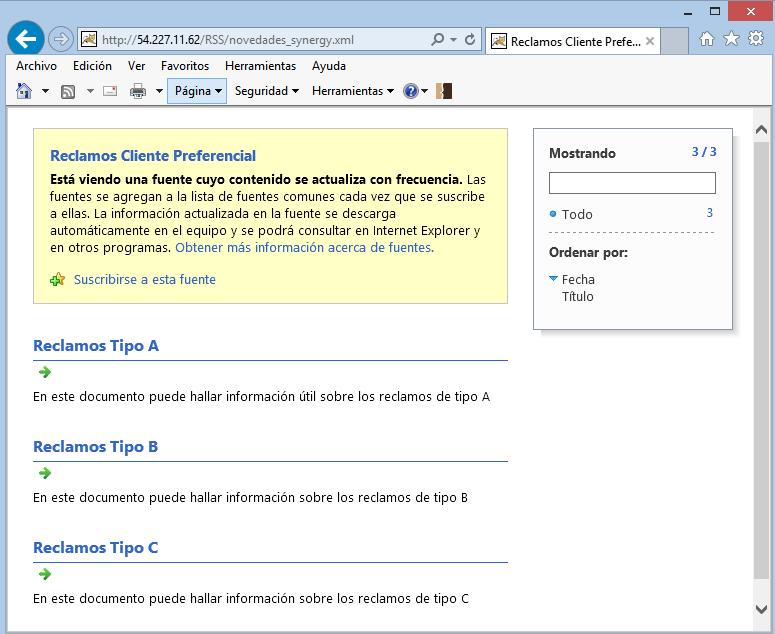 http://54.227.11.62/RSS/novedades_synergy.xml
Reclamos Cliente Prefe...
Archivo Edición Ver Favoritos Herramientas Ayuda
Página Seguridad Herramientas
Reclamos Cliente Preferencial
Está viendo una fuente cuyo contenido se actualiza con frecuencia. Las
fuentes se agregan a la lista de fuentes comunes cada vez que se suscribe
a ellas. La información actualizada en la fuente se descarga
automáticamente en el equipo y se podrá consultar en Internet Explorer y
en otros programas. Obtener más información acerca de fuentes.
Suscribirse a esta fuente
Mostrando 3 / 3
Todo 3
Ordenar por:
Fecha
Título
Reclamos Tipo A
En este documento puede hallar información útil sobre los reclamos de tipo A
Reclamos Tipo B
En este documento puede hallar información sobre los reclamos de tipo B
Reclamos Tipo C
En este documento puede hallar información sobre los reclamos de tipo C